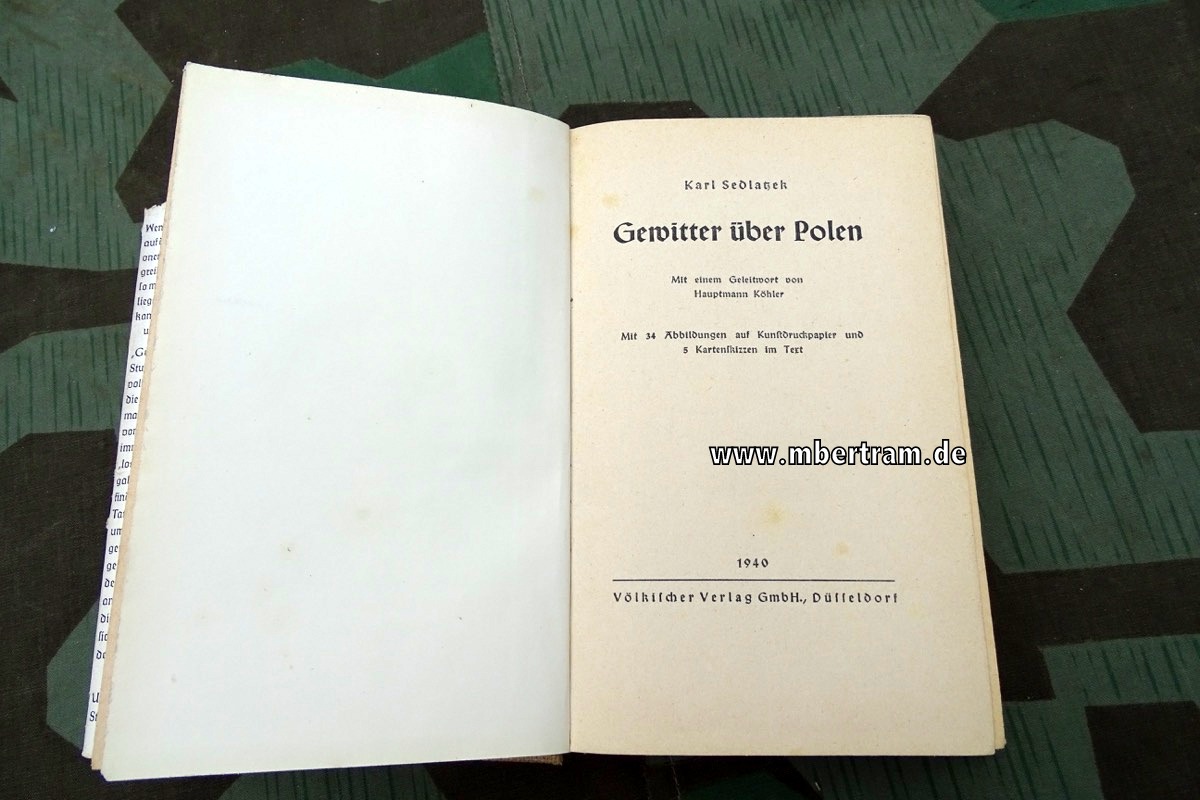 Karl Sedlatzek
Gewitter über Polen
Mit einem Geleitwort von
Hauptmann Köhler
Mit 34 Abbildungen auf Kunſtdruckpapier und
5 Kartenſkizzen im Text
www.mbertram.de
1940
Völkiſcher Verlag GmbH., Düſſeldorf